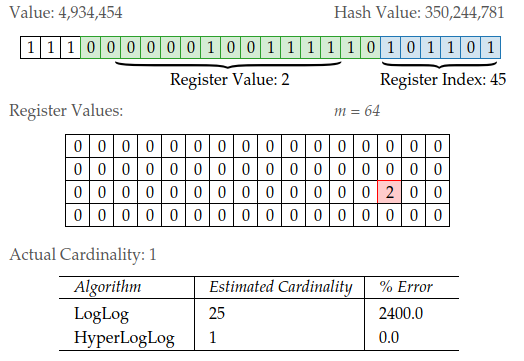 Value: 4,934,454 Hash Value: 350,244,781
1 1 1 0 0 0 0 0 0 1 0 0 1 1 1 1 1 0 1 0 1 1 0 1
Register Value: 2 Register Index: 45
Register Values: m = 64
0 0 0 0 0 0 0 0 0 0 0 0 0 0 0 0
0 0 0 0 0 0 0 0 0 0 0 0 0 0 0 0
0 0 0 0 0 0 0 0 0 0 0 0 0 2 0 0
0 0 0 0 0 0 0 0 0 0 0 0 0 0 0 0
Actual Cardinality: 1
Algorithm Estimated Cardinality % Error
LogLog 25 2400.0
HyperLogLog 1 0.0